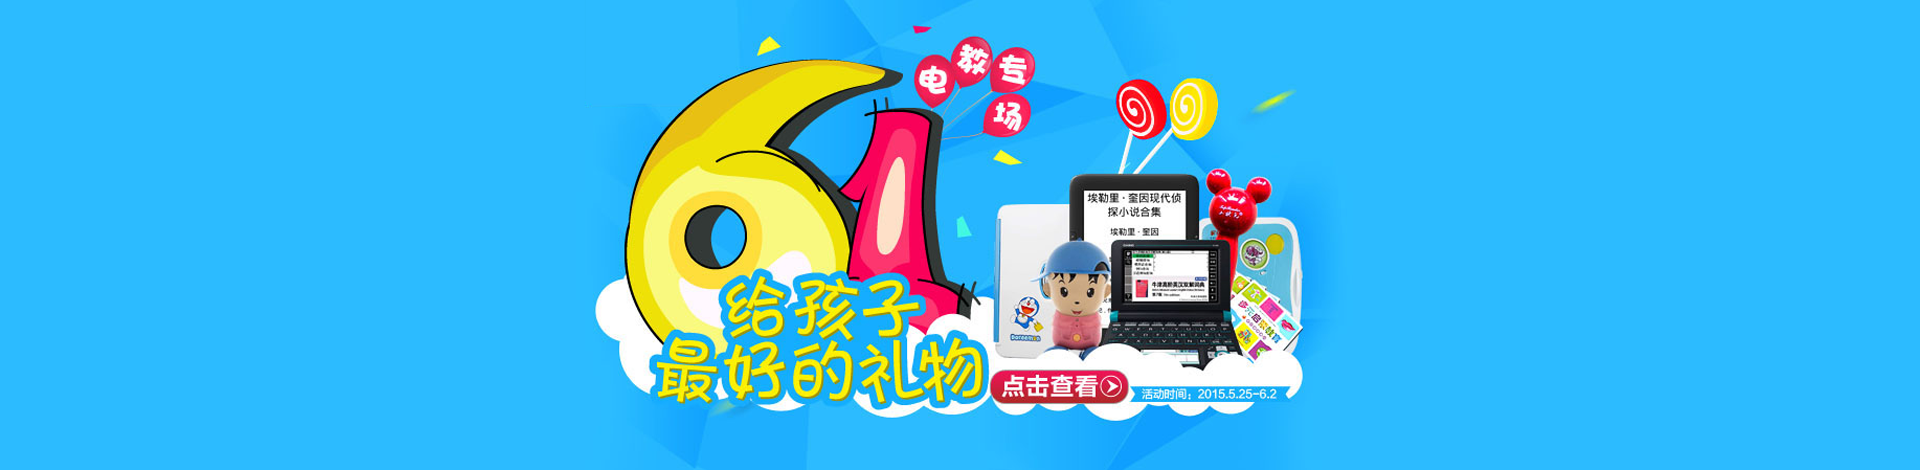 61
电教专场
给孩子
最好的礼物
埃勒里·奎因现代侦
探小说合集
埃勒里·奎因
牛津高阶英汉双解词典
点击查看
活动时间：2015.5.25-6.2